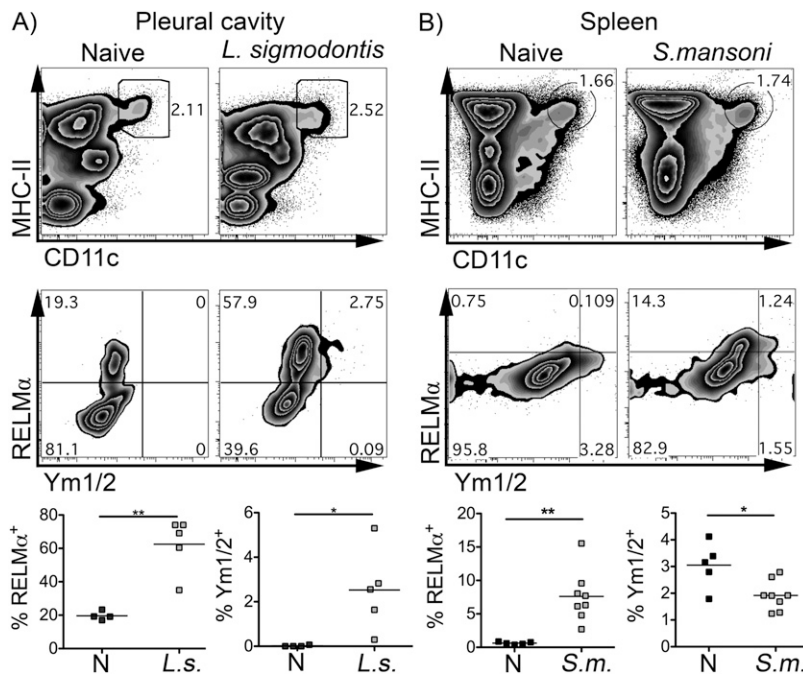 A) Pleural cavity B) Spleen
Naive L. sigmodontis Naive S.mansoni
2.11 2.52 1.66 1.74
MHC-II MHC-II
CD11c CD11c
19.3 0 57.9 2.75 0.75 0.109 14.3 1.24
RELMα RELMα
81.1 0 39.6 0.09 95.8 3.28 82.9 1.55
Ym1/2 Ym1/2
% RELMα+ 80 60 40 20 0 ** N L.s.
% Ym1/2+ 6 4 2 0 * N L.s.
% RELMα+ 20 15 10 5 0 ** N S.m.
% Ym1/2+ 5 4 3 2 1 0 * N S.m.